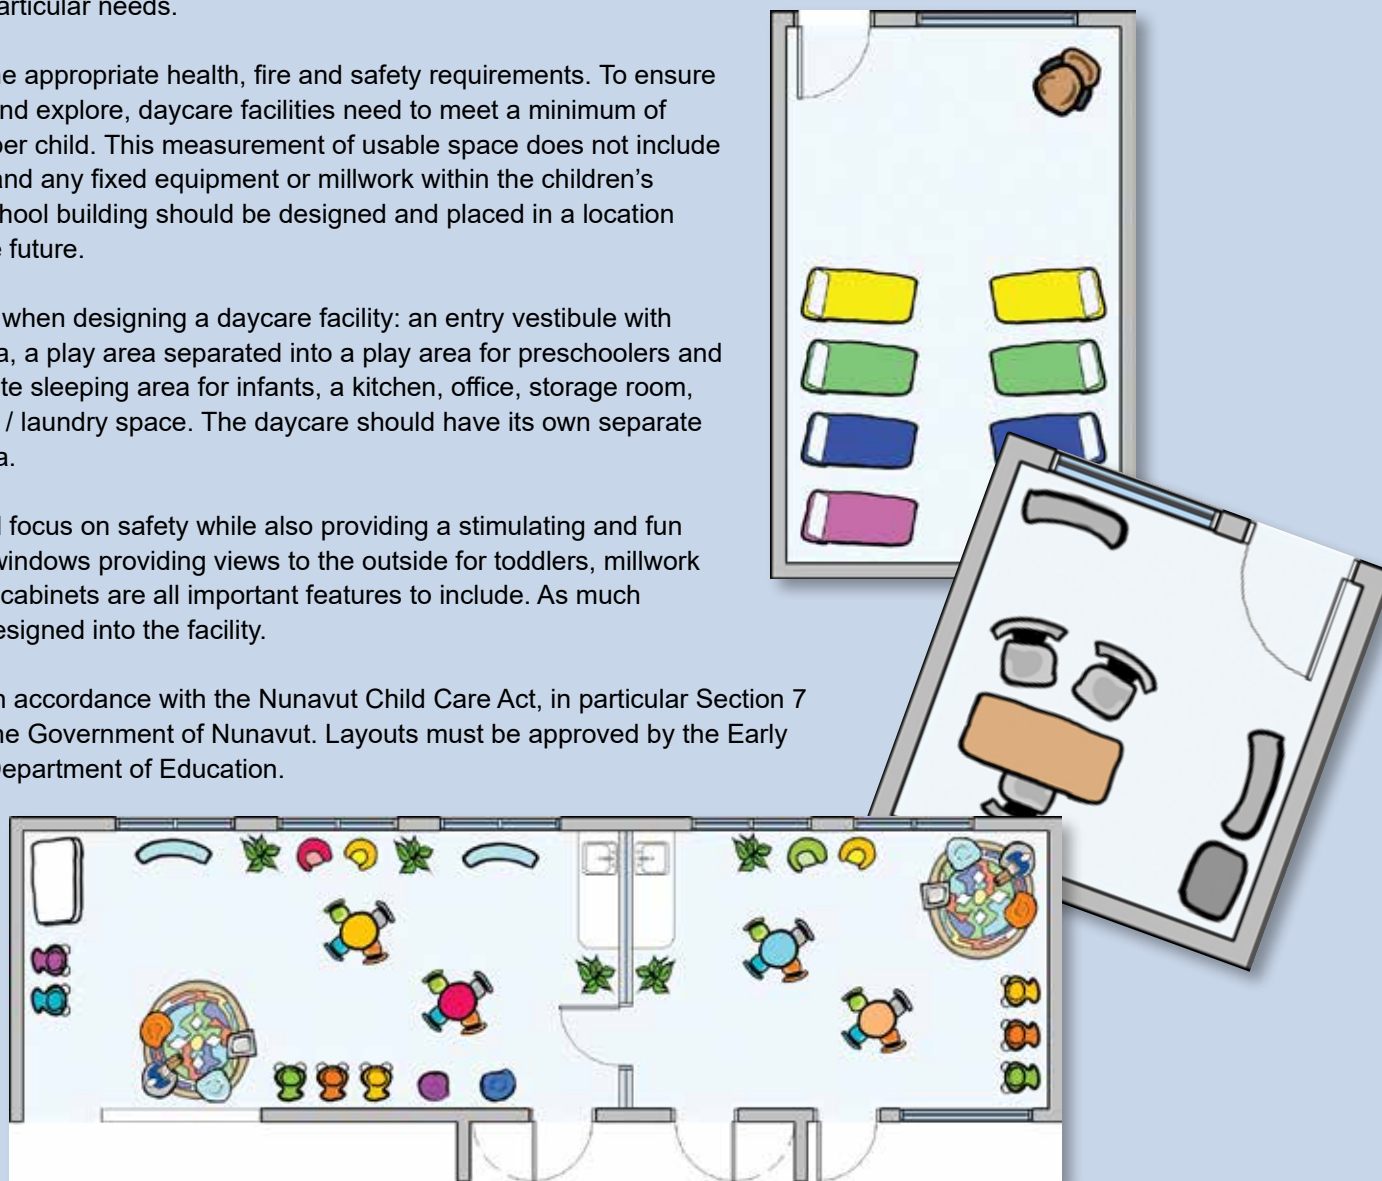 articular needs.
ne appropriate health, fire and safety requirements. To ensure
nd explore, daycare facilities need to meet a minimum of
per child. This measurement of usable space does not include
and any fixed equipment or millwork within the children’s
chool building should be designed and placed in a location
e future.
when designing a daycare facility: an entry vestibule with
a, a play area separated into a play area for preschoolers and
te sleeping area for infants, a kitchen, office, storage room,
/ laundry space. The daycare should have its own separate
a.
l focus on safety while also providing a stimulating and fun
windows providing views to the outside for toddlers, millwork
cabinets are all important features to include. As much
esigned into the facility.
n accordance with the Nunavut Child Care Act, in particular Section 7
he Government of Nunavut. Layouts must be approved by the Early
Department of Education.